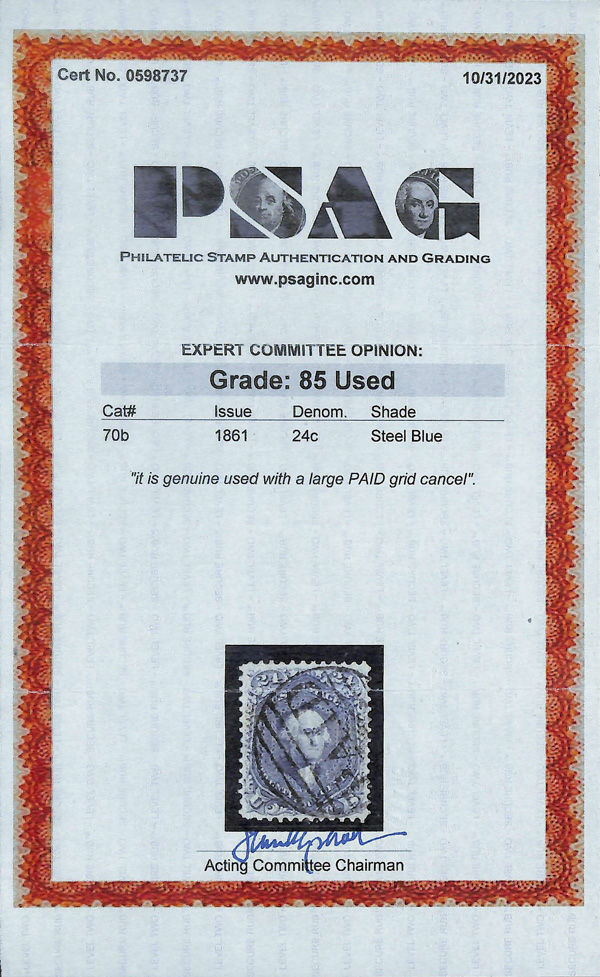 Cert No. 0598737 10/31/2023
PSAG
PHILATELIC STAMP AUTHENTICATION AND GRADING
www.psaginc.com
EXPERT COMMITTEE OPINION:
Grade: 85 Used
Cat# Issue Denom. Shade
70b 1861 24c Steel Blue
"it is genuine used with a large PAID grid cancel".
24 24
U S
Acting Committee Chairman